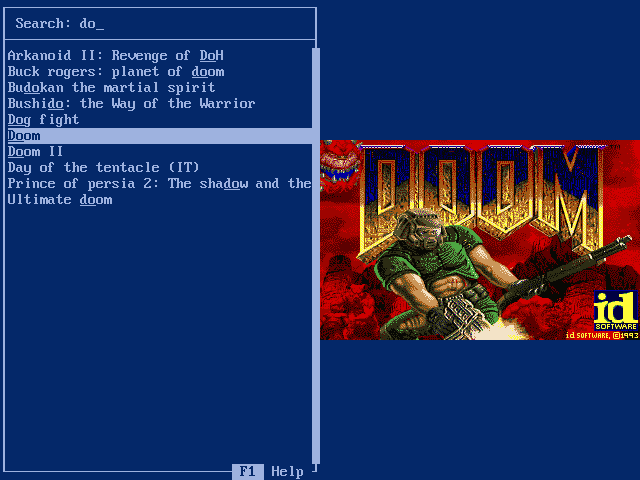 Search: do_
Arkanoid II: Revenge of DoH
Buck rogers: planet of doom
Budokan the martial spirit
Bushido: the Way of the Warrior
Dog fight
Doom
Doom II
Day of the tentacle (IT)
Prince of persia 2: The shadow and the
Ultimate doom
DOOM
id
SOFTWARE
id SOFTWARE, ©1993
F1 Help